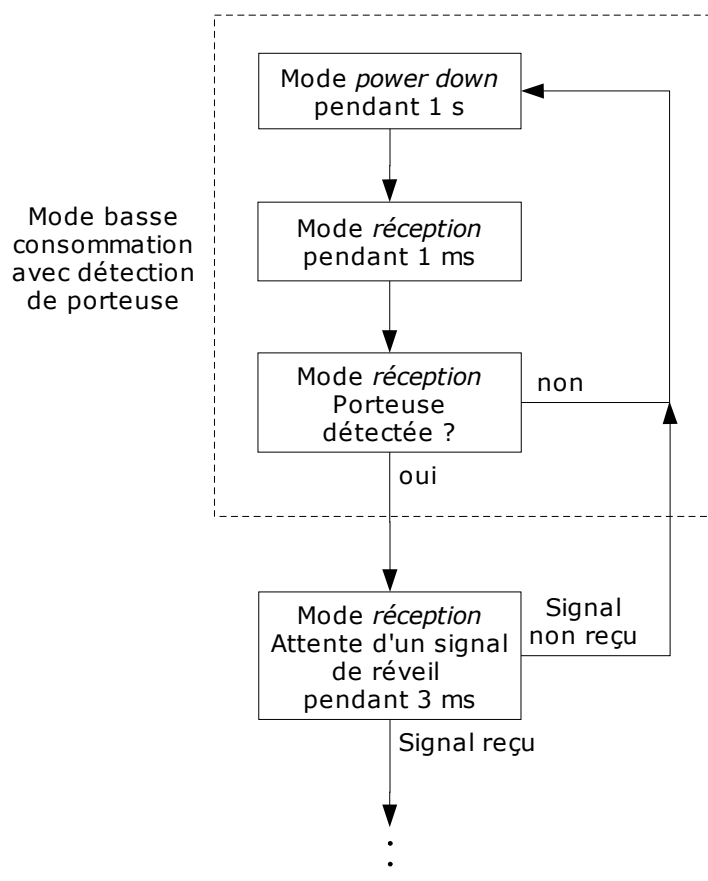 Mode power down
pendant 1 s
Mode basse
consommation
avec détection
de porteuse
Mode réception
pendant 1 ms
Mode réception
Porteuse
détectée ?
non
oui
Mode réception
Attente d'un signal
de réveil
pendant 3 ms
Signal
non reçu
Signal reçu